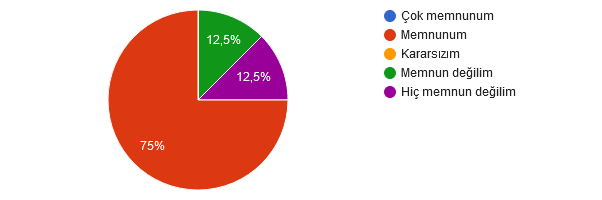 Çok memnunum
Memnunum
Kararsızım
Memnun değilim
Hiç memnun değilim
12,5%
12,5%
75%